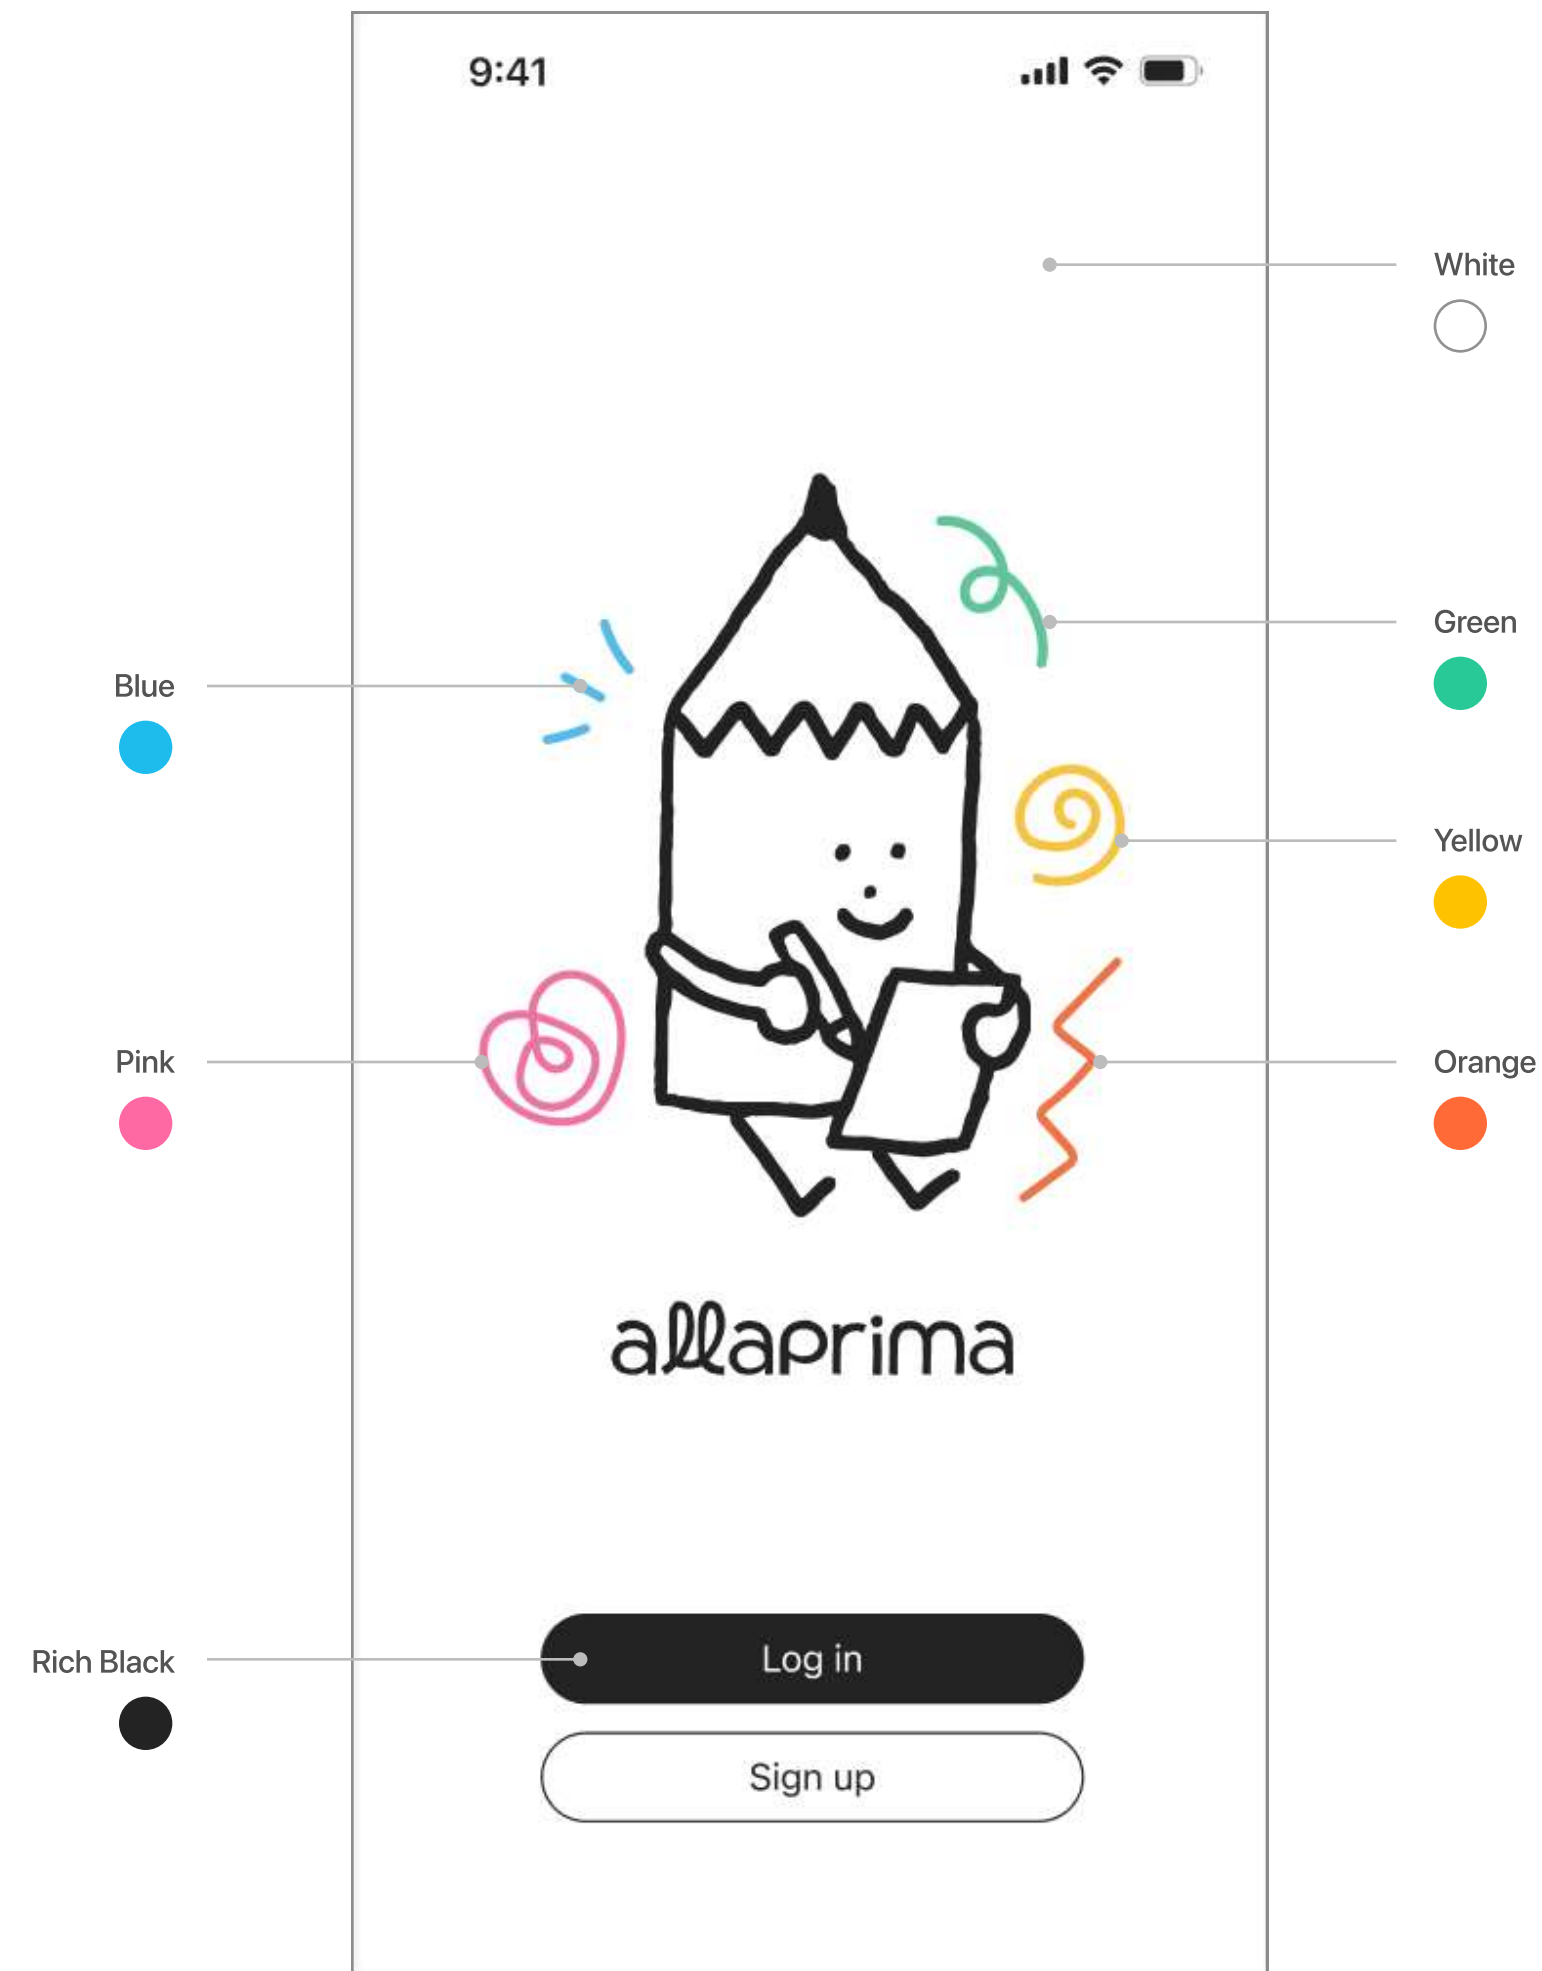 9:41
White
Green
Blue
Yellow
Pink
Orange
allaprima
Rich Black
Log in
Sign up